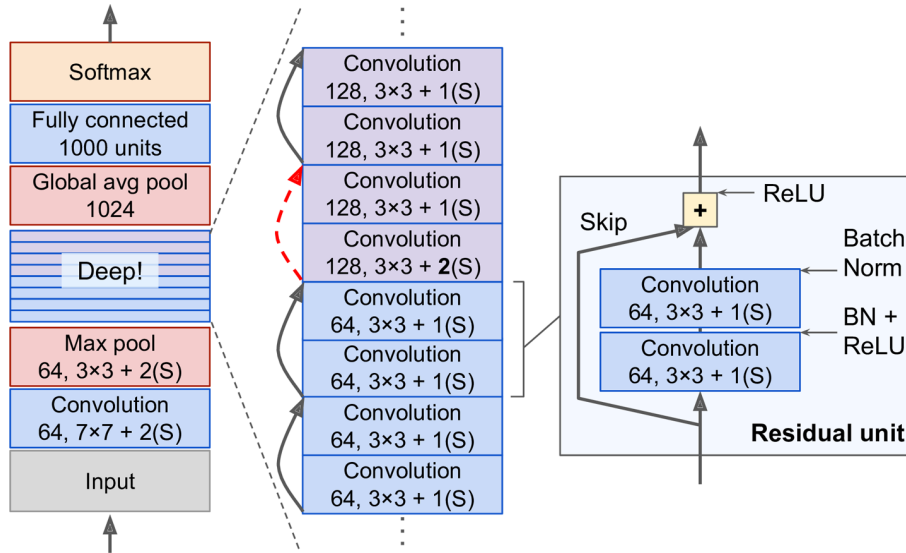 Softmax
Fully connected
1000 units
Global avg pool
1024
Deep!
Max pool
64, 3×3 + 2(S)
Convolution
64, 7×7 + 2(S)
Input
Convolution
128, 3×3 + 1(S)
Convolution
128, 3×3 + 1(S)
Convolution
128, 3×3 + 1(S)
Convolution
128, 3×3 + 2(S)
Convolution
64, 3×3 + 1(S)
Convolution
64, 3×3 + 1(S)
Convolution
64, 3×3 + 1(S)
Convolution
64, 3×3 + 1(S)
+
ReLU
Skip
Batch
Norm
Convolution
64, 3×3 + 1(S)
BN +
ReLU
Convolution
64, 3×3 + 1(S)
Residual unit